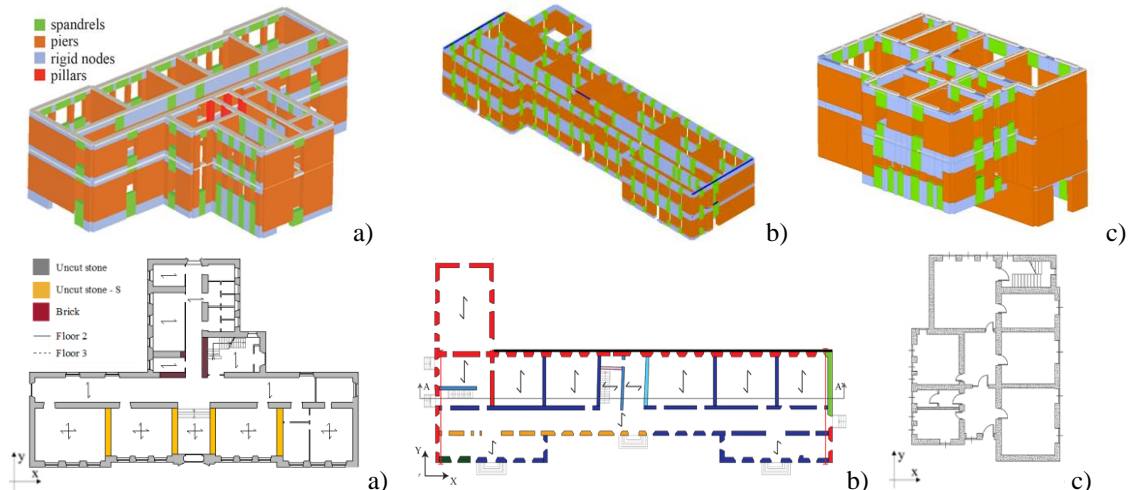 spandrels
piers
rigid nodes
pillars
a)
b)
c)
Uncut stone
Uncut stone - S
Brick
Floor 2
Floor 3
y
x
a)
A
A'
Y
X
b)
y
x
c)